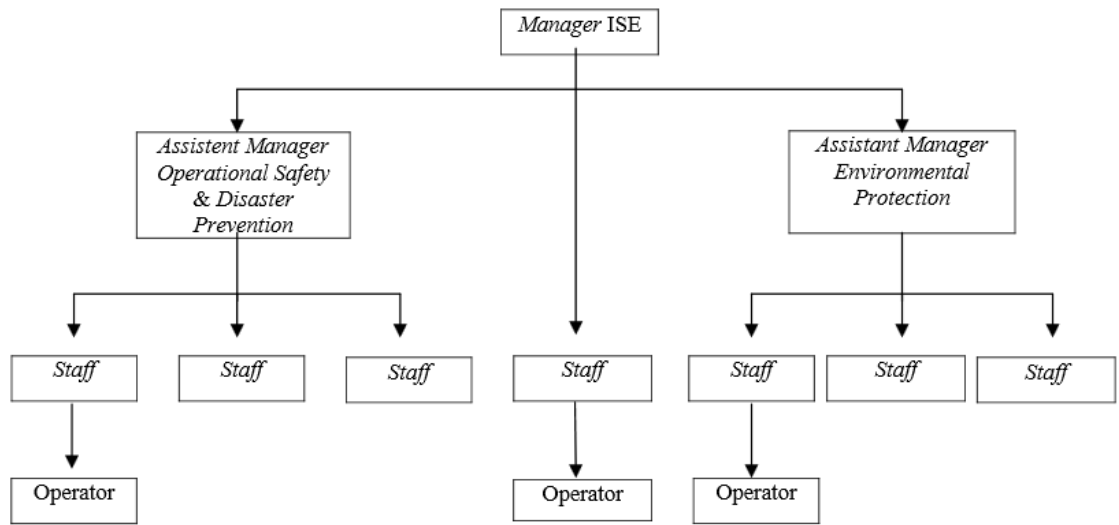 Manager ISE
Assistent Manager
Operational Safety
& Disaster
Prevention
Assistant Manager
Environmental
Protection
Staff
Staff
Staff
Staff
Staff
Staff
Staff
Operator
Operator
Operator